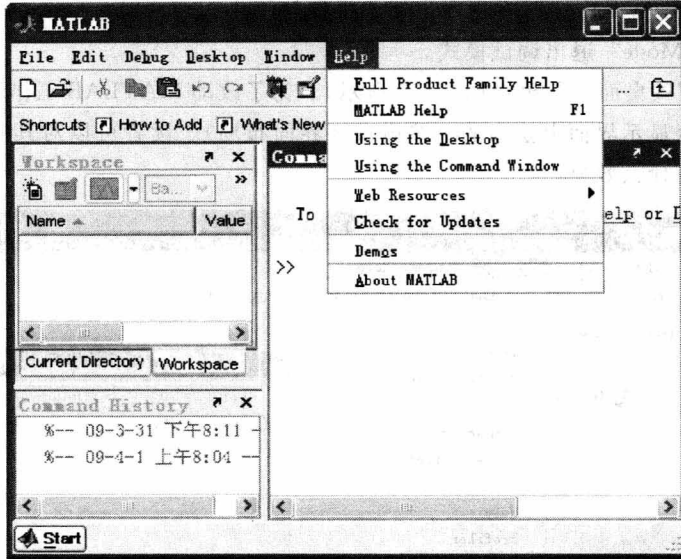 MATLAB
File Edit Debug Desktop Window Help
Full Product Family Help
MATLAB Help F1
Using the Desktop
Using the Command Window
Web Resources
Check for Updates
Demos
About MATLAB
...
Shortcuts How to Add What's New
Workspace
Ba...
Name Value
Current Directory Workspace
Command History
%-- 09-3-31 下午8:11 --
%-- 09-4-1 上午8:04 --
Comma
To elp or D
>>
Start